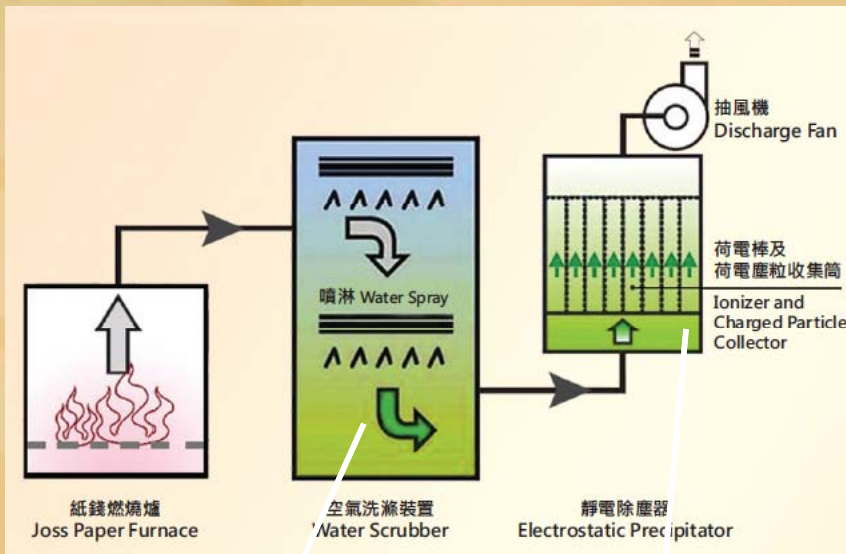 抽風機
Discharge Fan
荷電棒及
荷電塵粒收集筒
Ionizer and
Charged Particle
Collector
噴淋 Water Spray
紙錢燃燒爐
Joss Paper Furnace
空氣洗滌裝置
Water Scrubber
靜電除塵器
Electrostatic Precipitator